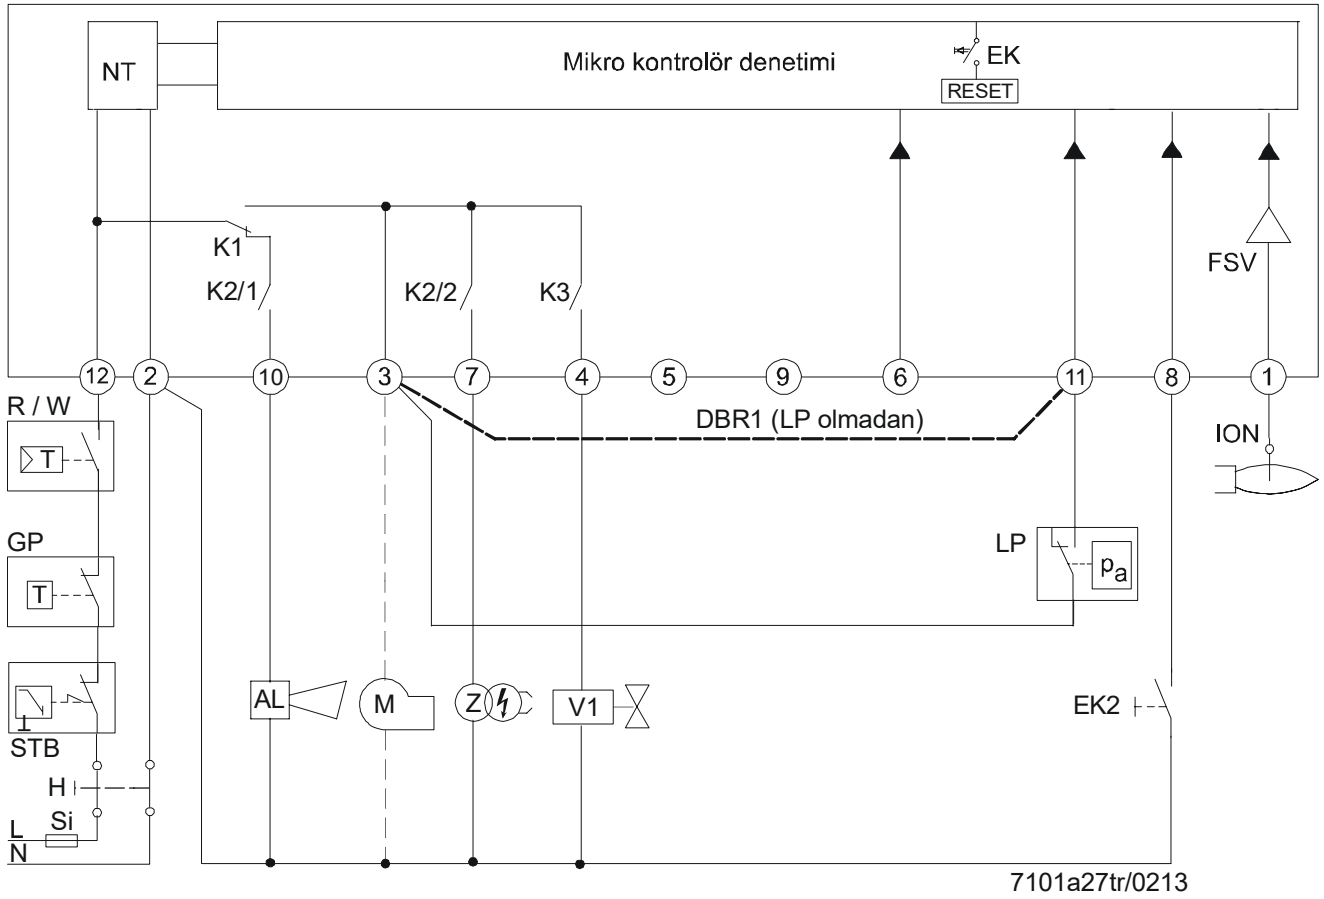 NT
Mikro kontrolör denetimi
EK
RESET
K1
K2/1
K2/2
K3
FSV
12
2
10
3
7
4
5
9
6
11
8
1
R / W
DBR1 (LP olmadan)
ION
T
GP
LP
T
pa
AL
M
Z
V1
EK2
STB
H
Si
L
N
7101a27tr/0213